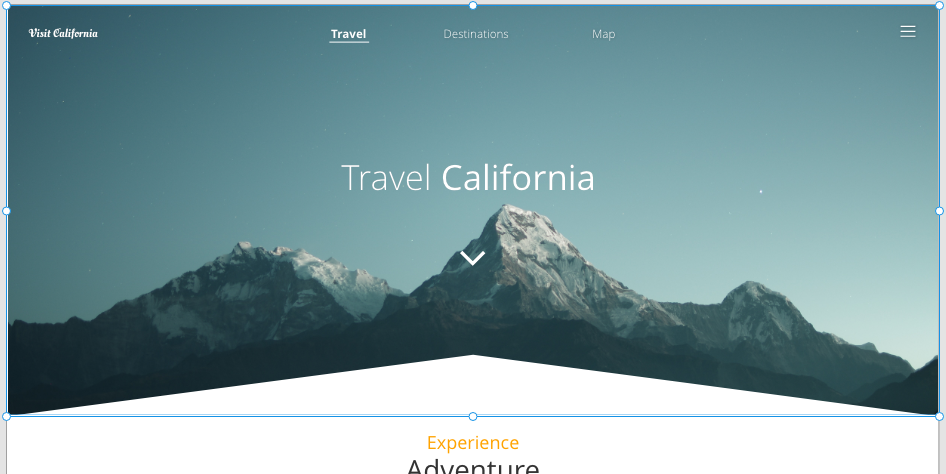 Visit California
Travel
Destinations
Map
Travel California
Experience
Adventure